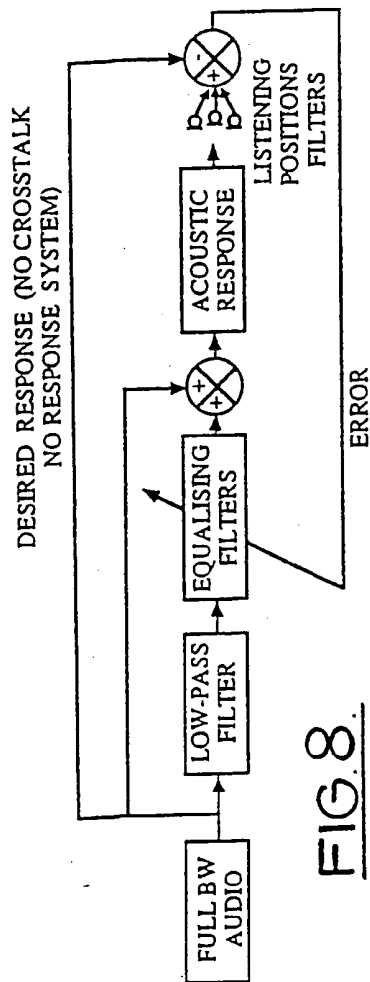 DESIRED RESPONSE (NO CROSSTALK
NO RESPONSE SYSTEM)
FULL BW
AUDIO
LOW-PASS
FILTER
EQUALISING
FILTERS
+
+
ACOUSTIC
RESPONSE
-
+
LISTENING
POSITIONS
FILTERS
ERROR
FIG.8.